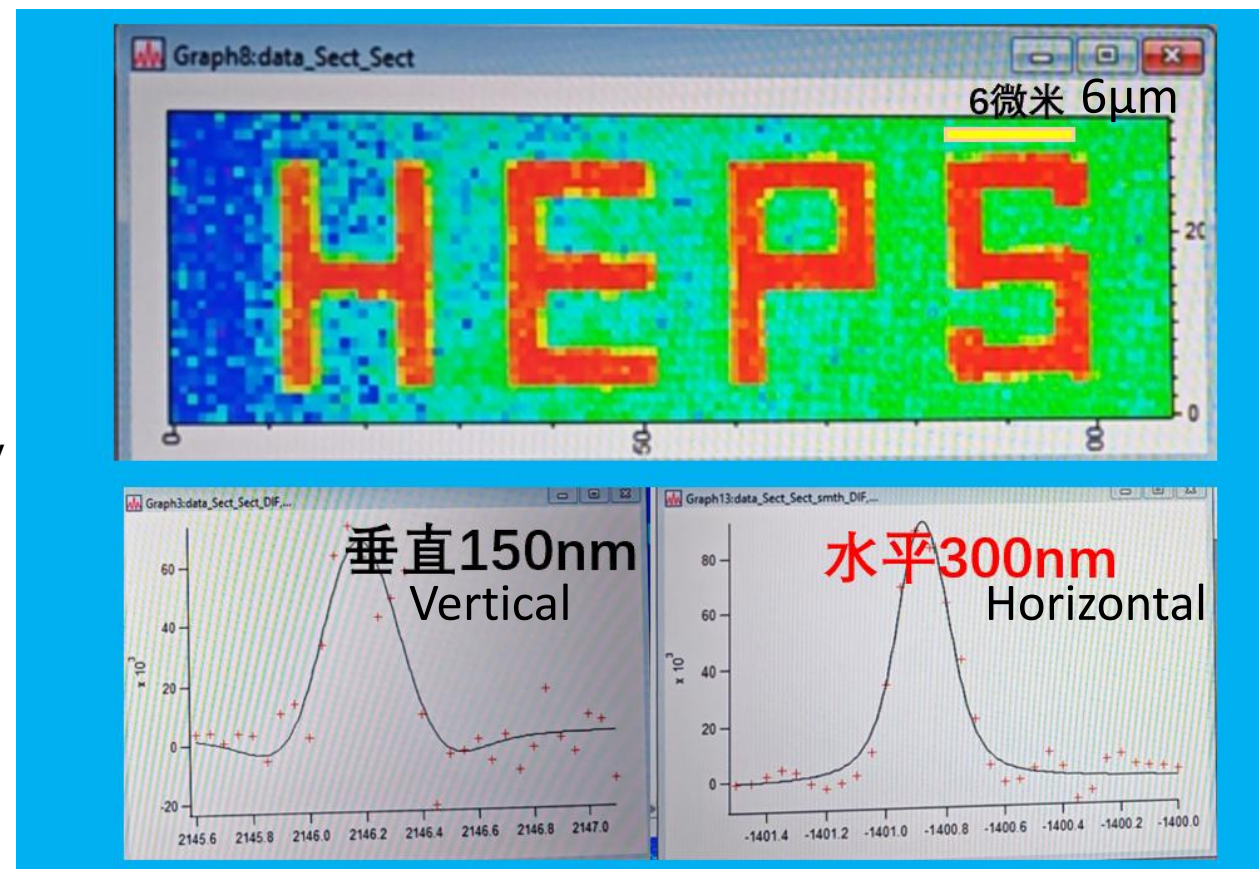 Graph8:data_Sect_Sect
6微米 6μm
HEPS
20
0
0
50
00
Graph3:data_Sect_Sect_DIF,...
垂直150nm
Vertical
60
40
20
0
-20
x 10³
2145.6 2145.8 2146.0 2146.2 2146.4 2146.6 2146.8 2147.0
Graph13:data_Sect_Sect_smth_DIF,...
水平300nm
Horizontal
80
60
40
20
0
x 10³
-1401.4 -1401.2 -1401.0 -1400.8 -1400.6 -1400.4 -1400.2 -1400.0